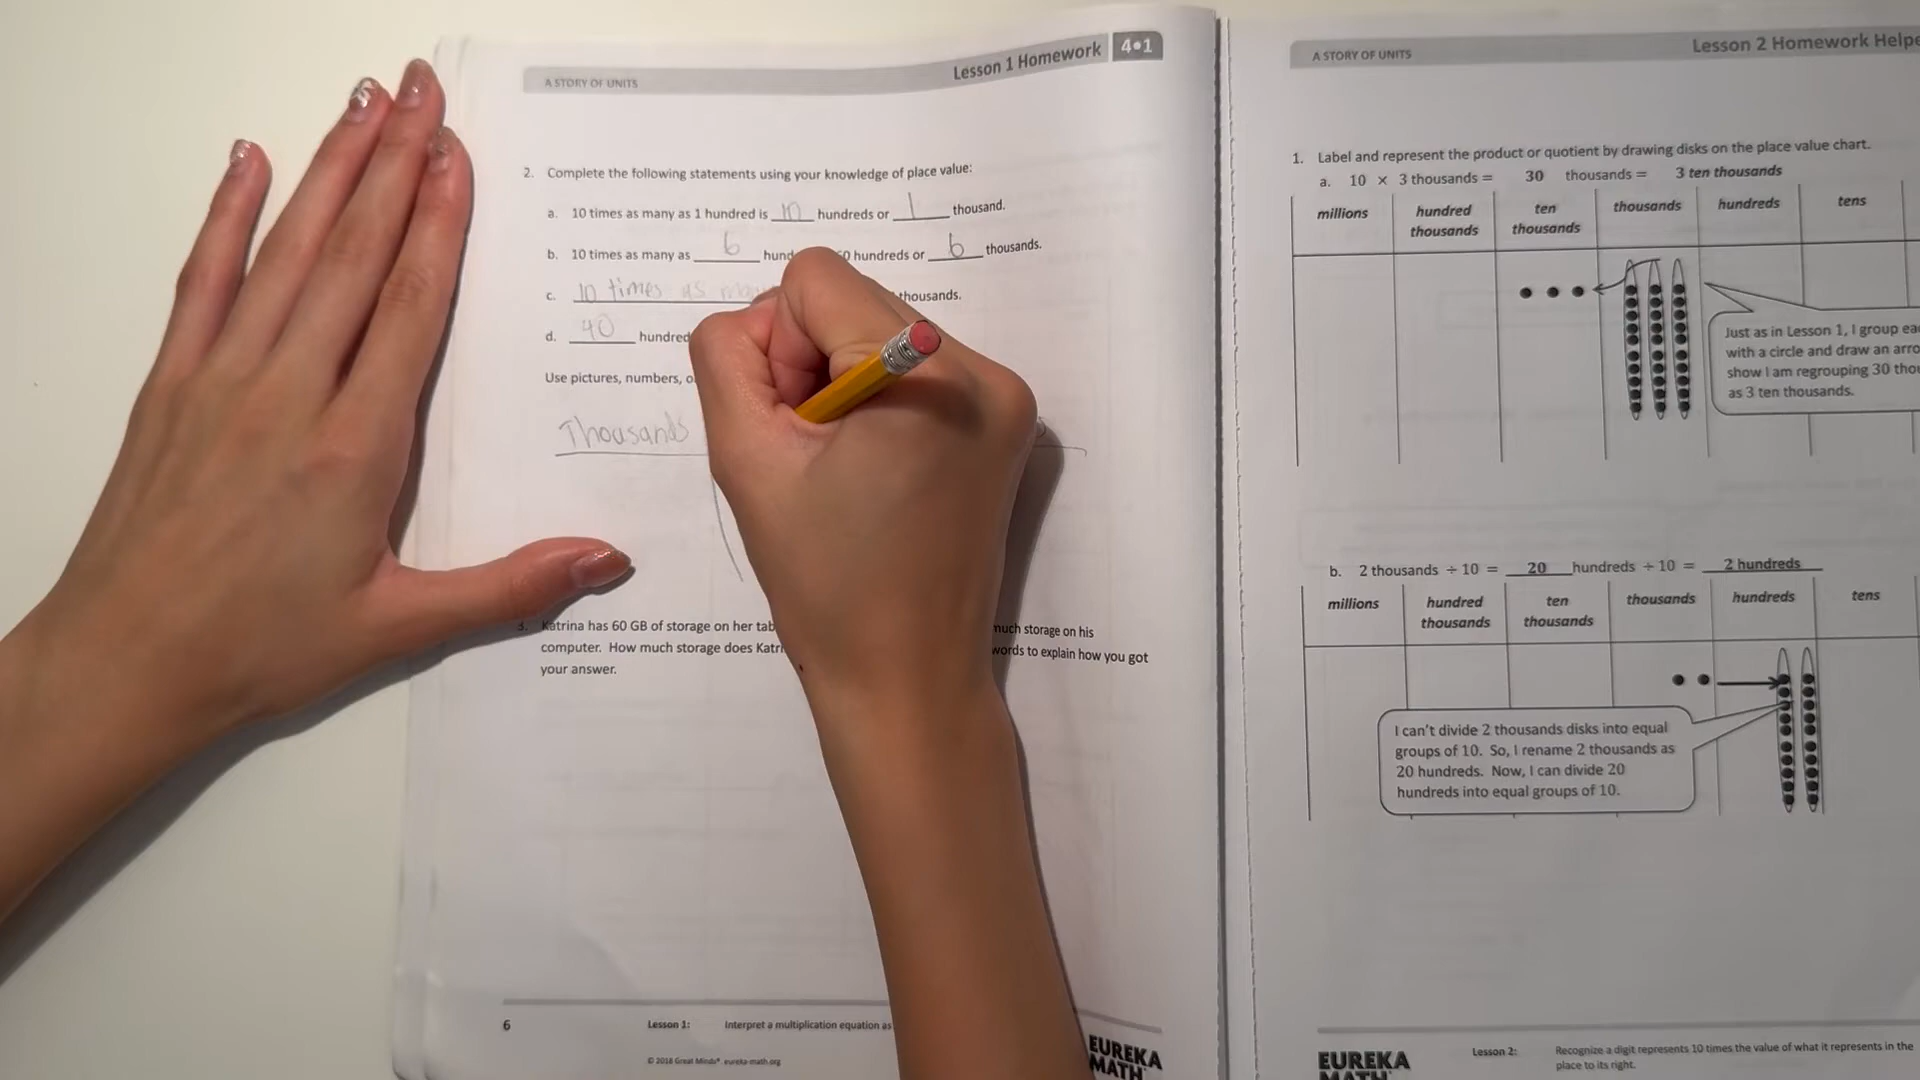 A STORY OF UNITS
Lesson 1 Homework 4•1
2. Complete the following statements using your knowledge of place value:
a. 10 times as many as 1 hundred is 10 hundreds or 1 thousand.
b. 10 times as many as 6 hundreds or 6 thousands.
c. 10 times as thousands.
d. 40
Use pictures, numbers,
Thousands
3. Katrina has 60 GB of storage on her much storage on his
computer. How much storage does words to explain how you got
your answer.
6
Lesson 1: Interpret a multiplication equation as
© 2018 Great Minds®. eureka-math.org
EUREKA
MATH
A STORY OF UNITS
Lesson 2 Homework
1. Label and represent the product or quotient by drawing disks on the place value chart.
a. 10 × 3 thousands = 30 thousands = 3 ten thousands
millions hundred thousands ten thousands thousands hundreds tens
Just as in Lesson 1, I group
with a circle and draw an
show I am regrouping 30
as 3 ten thousands.
b. 2 thousands ÷ 10 = 20 hundreds ÷ 10 = 2 hundreds
millions hundred thousands ten thousands thousands hundreds tens
I can't divide 2 thousands disks into equal
groups of 10. So, I rename 2 thousands as
20 hundreds. Now, I can divide 20
hundreds into equal groups of 10.
EUREKA
MATH
Lesson 2: Recognize a digit represents 10 times the value of what it represents in the
place to its right.